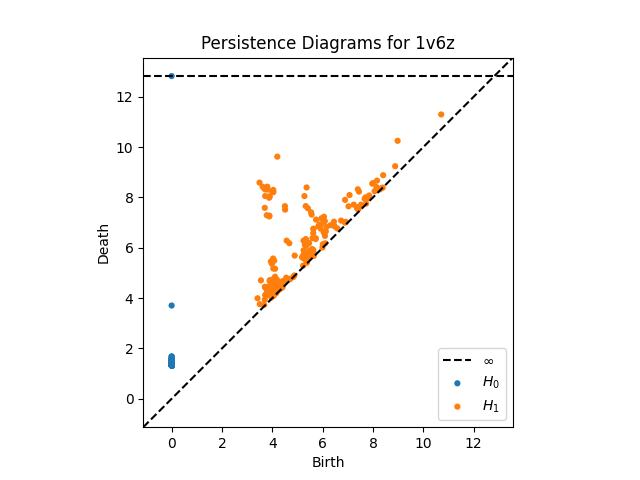 Persistence Diagrams for 1v6z
Death
12
10
8
6
4
2
0
∞
H₀
H₁
0 2 4 6 8 10 12
Birth